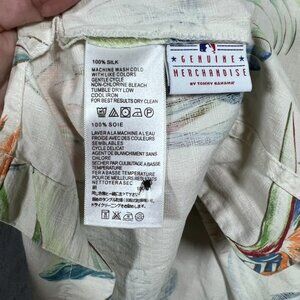 100% SILK
MACHINE WASH COLD
WITH LIKE COLORS
GENTLE CYCLE
NON-CHLORINE BLEACH
TUMBLE DRY LOW
COOL IRON
FOR BEST RESULTS
DRY CLEAN
100% SOIE
LAVER A LA MACHINE A L'EAU
FROIDE AVEC DES COULEURS
SEMBLABLES
CYCLE DELICAT
AGENT DE BLANCHIMENT SANS
CHLORE
SECHER PAR CULBUTAGE A BASSE
TEMPERATURE
FER A BASSE TEMPERATURE
POUR DE MEILLEURS RESULTATS
NETTOYER A SEC
GENUINE
MERCHANDISE
BY TOMMY BAHAMA